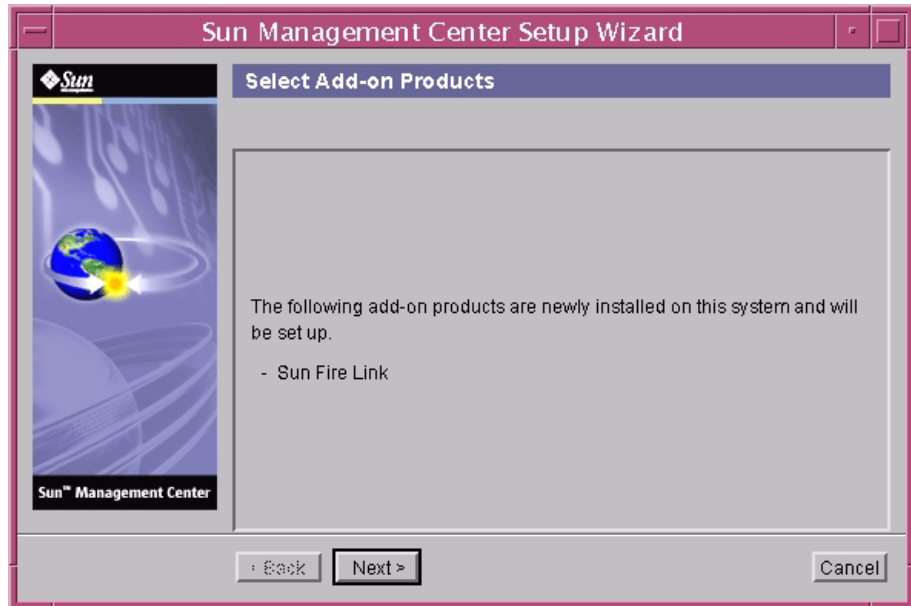 Sun Management Center Setup Wizard
Sun
Select Add-on Products
The following add-on products are newly installed on this system and will
be set up.
- Sun Fire Link
Sun™ Management Center
< Back
Next >
Cancel